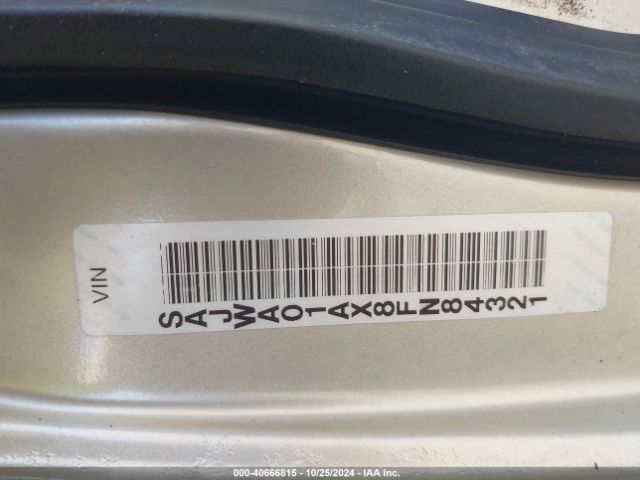 VIN
SAJWA01AX8FN84321
000-40666815 - 10/25/2024 - IAA Inc.